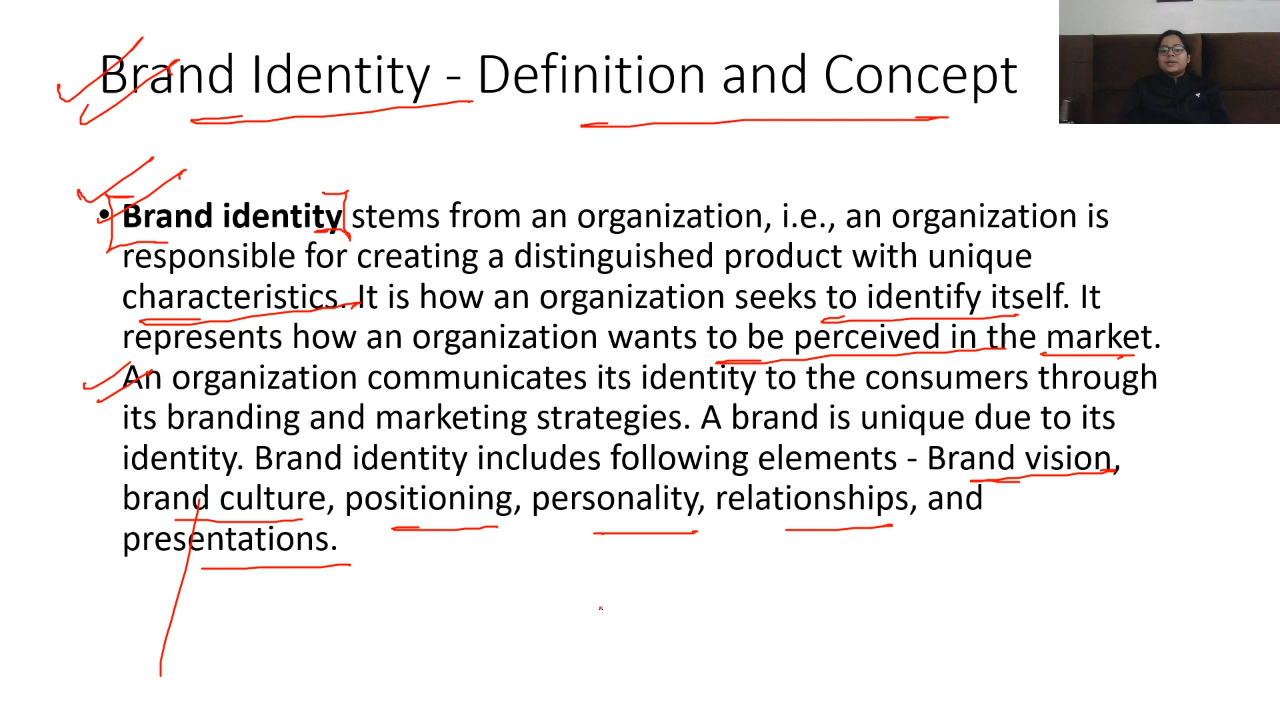 Brand Identity - Definition and Concept
• Brand identity stems from an organization, i.e., an organization is
responsible for creating a distinguished product with unique
characteristics. It is how an organization seeks to identify itself. It
represents how an organization wants to be perceived in the market.
An organization communicates its identity to the consumers through
its branding and marketing strategies. A brand is unique due to its
identity. Brand identity includes following elements - Brand vision,
brand culture, positioning, personality, relationships, and
presentations.